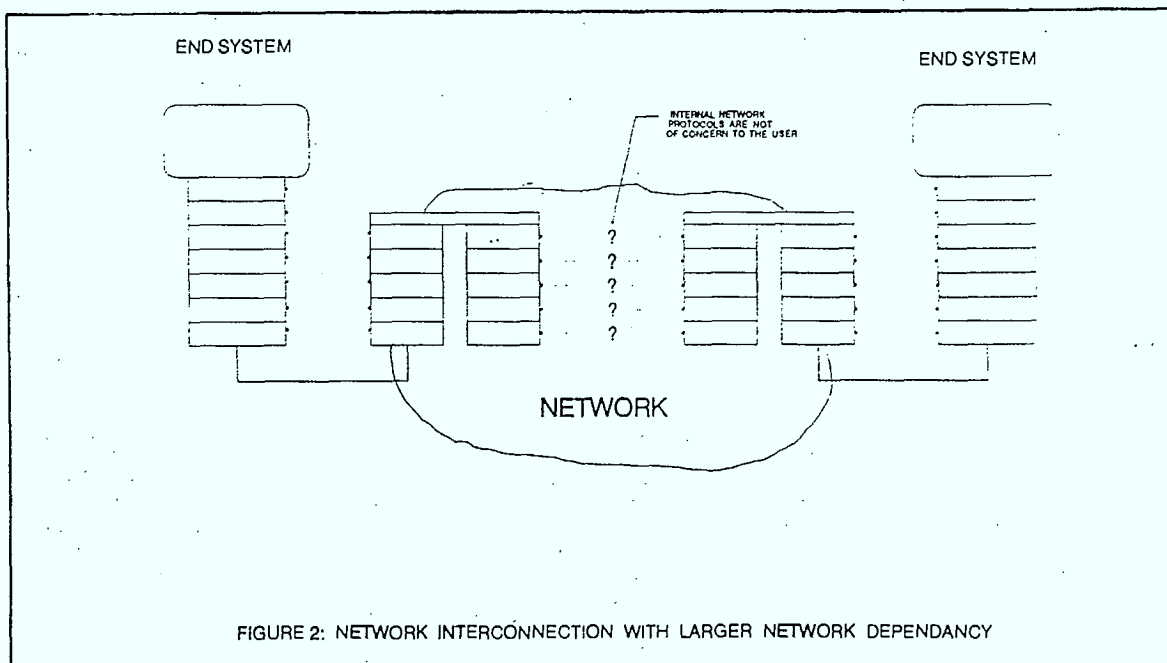 END SYSTEM
END SYSTEM
INTERNAL NETWORK
PROTOCOLS ARE NOT
OF CONCERN TO THE USER
?
?
?
?
?
NETWORK
FIGURE 2: NETWORK INTERCONNECTION WITH LARGER NETWORK DEPENDANCY